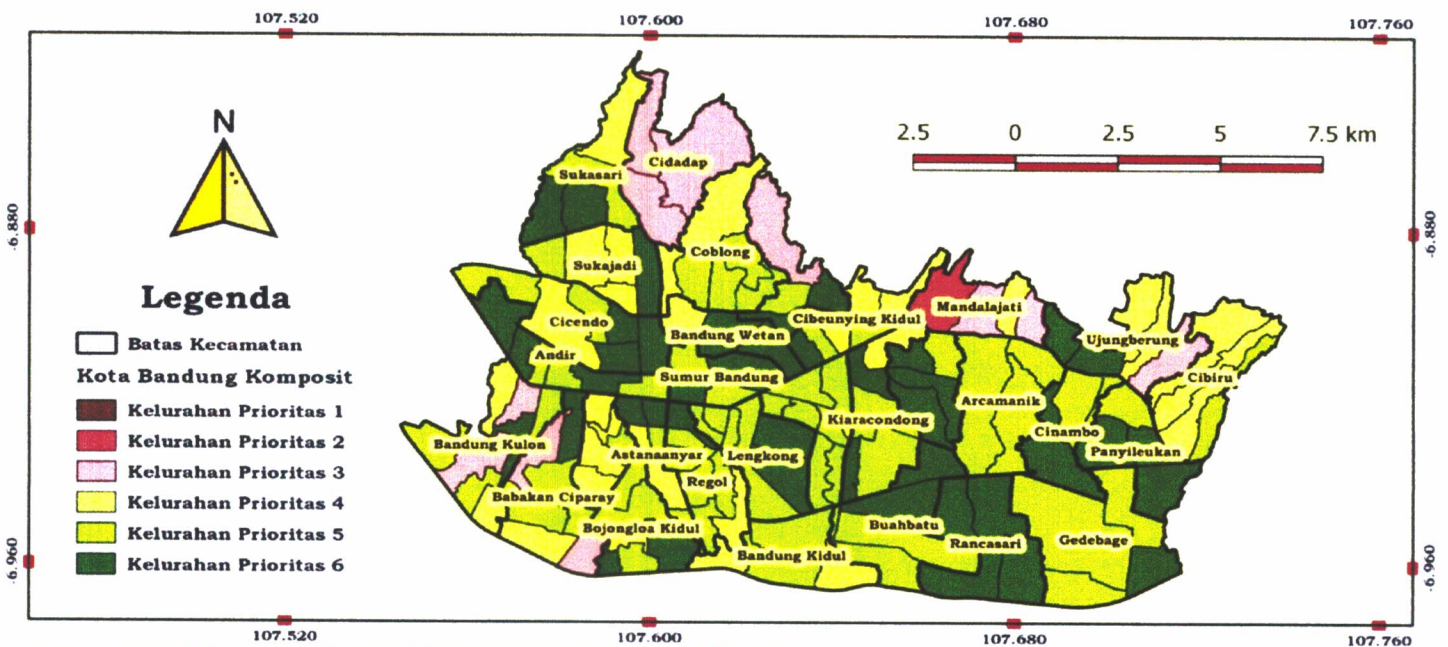 107.520 107.600 107.680 107.760
N
2.5 0 2.5 5 7.5 km
-6.880 -6.880
Legenda
Batas Kecamatan
Kota Bandung Komposit
Kelurahan Prioritas 1
Kelurahan Prioritas 2
Kelurahan Prioritas 3
Kelurahan Prioritas 4
Kelurahan Prioritas 5
Kelurahan Prioritas 6
Cidadap
Sukasari
Coblong
Sukajadi
Mandalajati
Cicendo
Cibeunying Kidul
Bandung Wetan
Ujungberung
Andir
Sumur Bandung
Cibiru
Arcamanik
Kiaracondong
Cinambo
Bandung Kulon
Panyileukan
Astanaanyar
Lengkong
Regol
Babakan Ciparay
Bojongloa Kidul
Buahbatu
Rancasari
Gedebage
Bandung Kidul
-6.960 -6.960
107.520 107.600 107.680 107.760